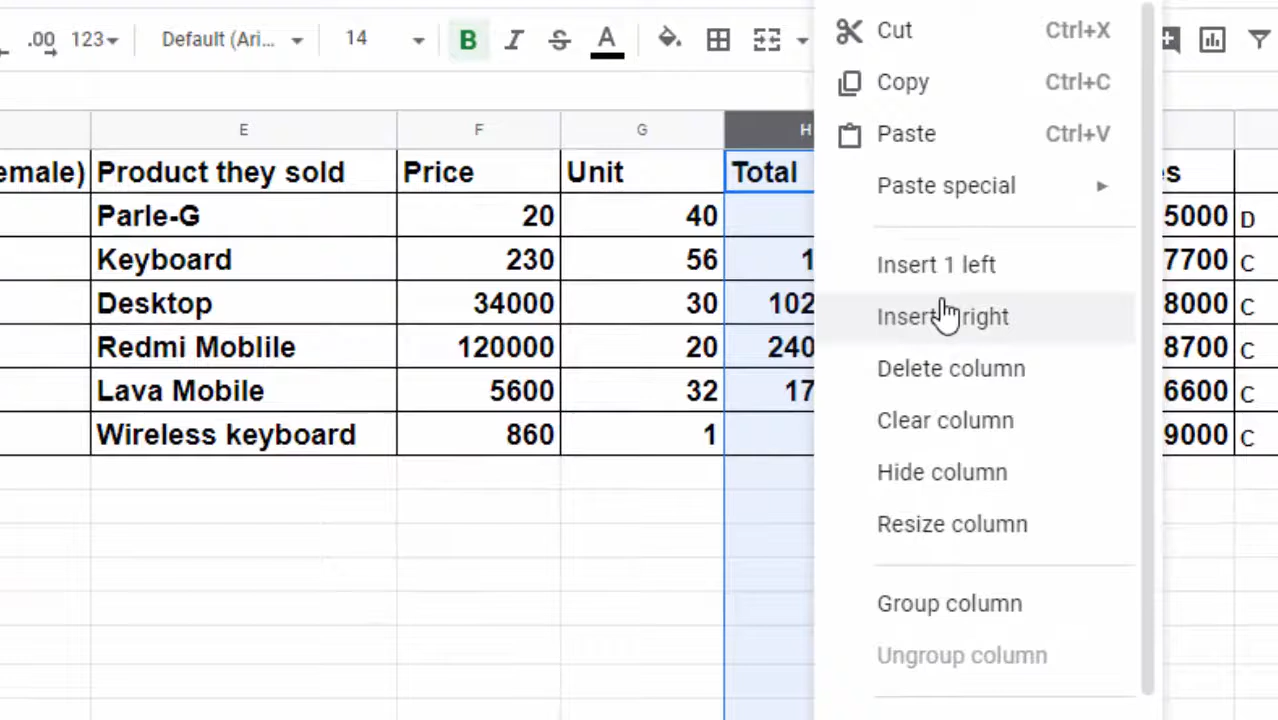 Cut Ctrl+X
.00 123 Default (Ari... 14 B I S A
Copy Ctrl+C
E F G H
Paste Ctrl+V
emale) Product they sold Price Unit Total s
Paste special
Parle-G 20 40 5000 D
Keyboard 230 56 1 7700 C
Insert 1 left
Desktop 34000 30 102 8000 C
Insert right
Redmi Moblile 120000 20 240 8700 C
Delete column
Lava Mobile 5600 32 17 6600 C
Clear column
Wireless keyboard 860 1 9000 C
Hide column
Resize column
Group column
Ungroup column